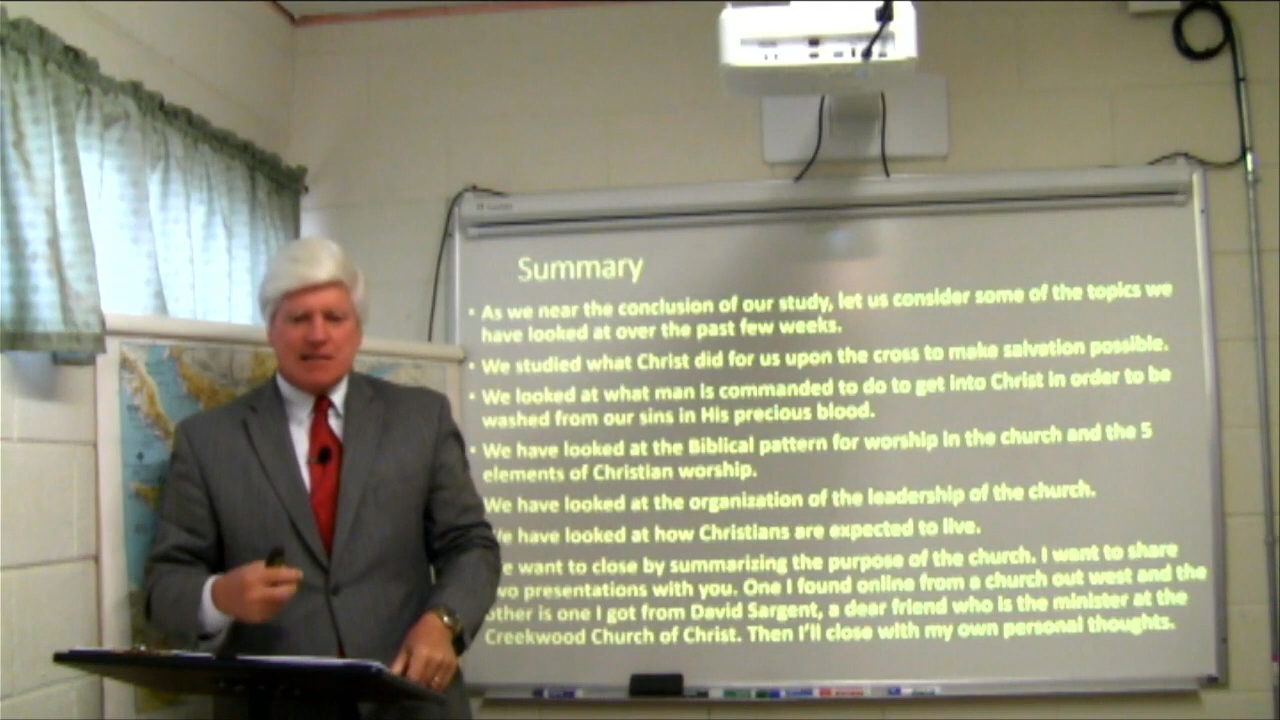 Summary
• As we near the conclusion of our study, let us consider some of the topics we
have looked at over the past few weeks.
• We studied what Christ did for us upon the cross to make salvation possible.
• We looked at what man is commanded to do to get into Christ in order to be
washed from our sins in His precious blood.
• We have looked at the Biblical pattern for worship in the church and the 5
elements of Christian worship.
We have looked at the organization of the leadership of the church.
e have looked at how Christians are expected to live.
e want to close by summarizing the purpose of the church. I want to share
wo presentations with you. One I found online from a church out west and the
other is one I got from David Sargent, a dear friend who is the minister at the
Creekwood Church of Christ. Then I'll close with my own personal thoughts.